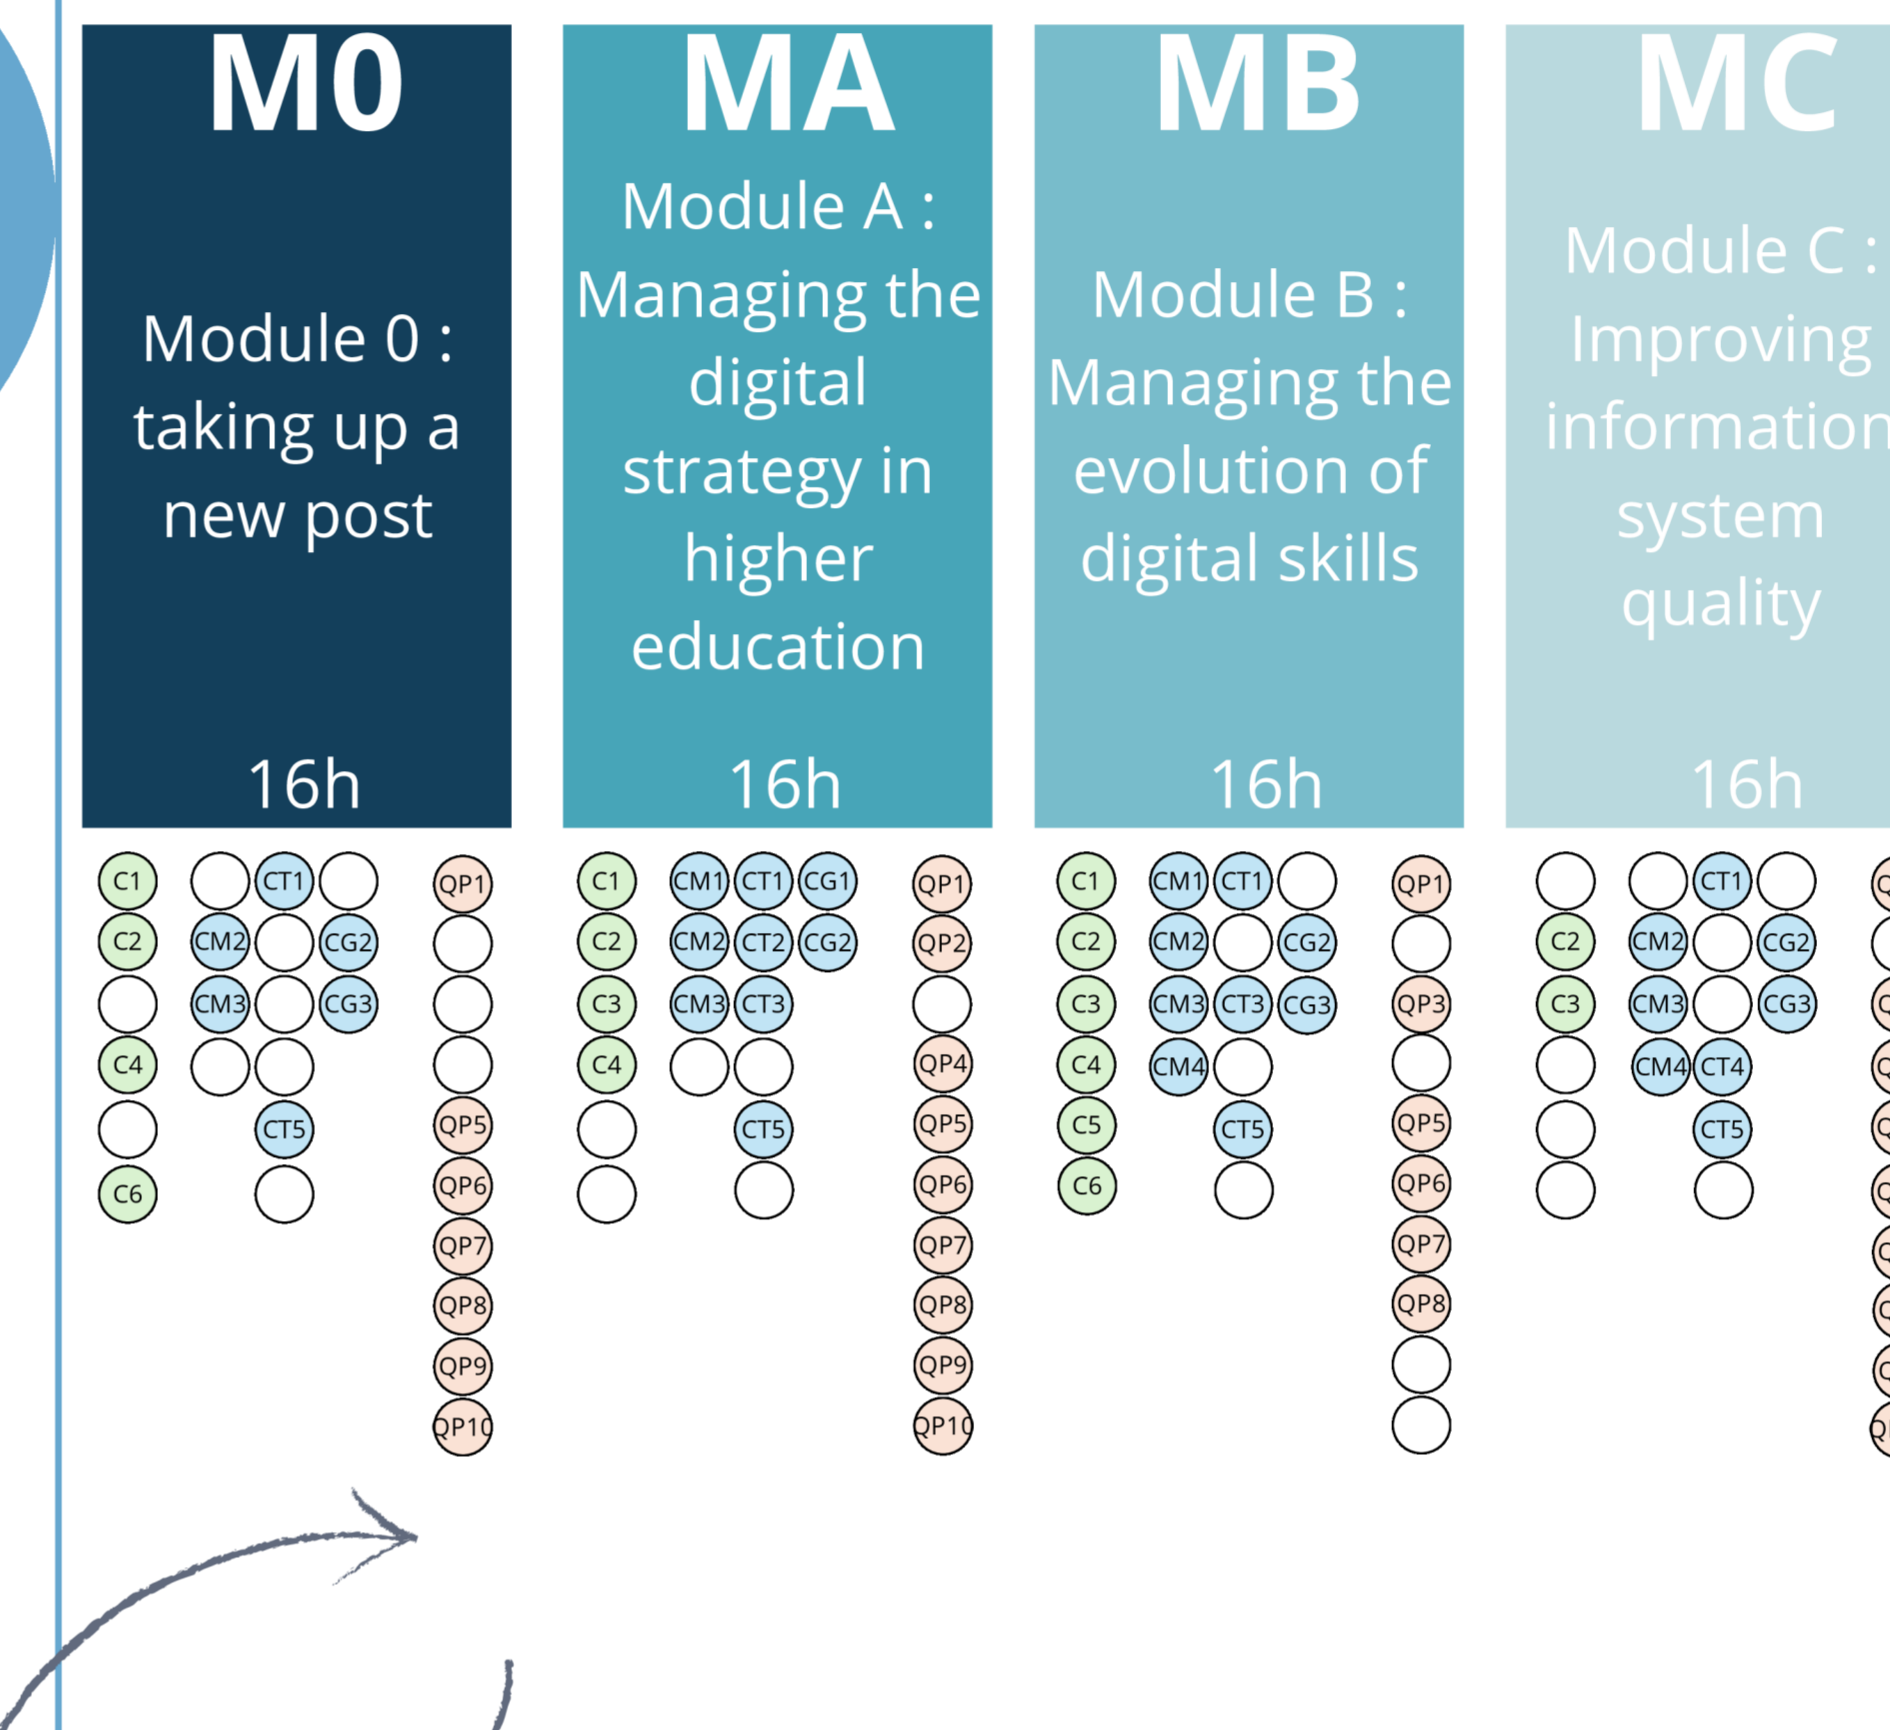 M0
Module 0 :
taking up a
new post
16h
MA
Module A :
Managing the
digital
strategy in
higher
education
16h
MB
Module B :
Managing the
evolution of
digital skills
16h
MC
Module C :
Improving
information
system
quality
16h
C1 CT1 QP1
C2 CM2 CG2
CM3 CG3
C4
CT5 QP5
C6 QP6
QP7
QP8
QP9
QP10
C1 CM1 CT1 CG1 QP1
C2 CM2 CT2 CG2 QP2
C3 CM3 CT3
C4 QP4
CT5 QP5
QP6
QP7
QP8
QP9
QP10
C1 CM1 CT1 QP1
C2 CM2 CG2
C3 CM3 CT3 CG3 QP3
C4 CM4
C5 CT5 QP5
C6 QP6
QP7
QP8
CT1
C2 CM2 CG2
C3 CM3 CG3
CM4 CT4
CT5